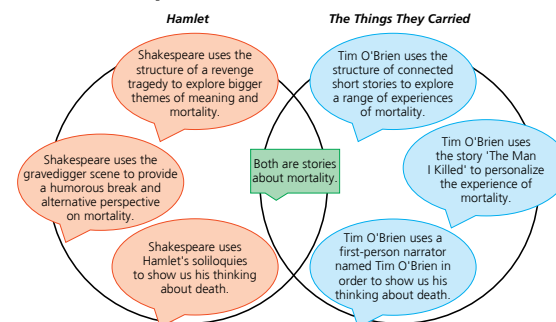 Hamlet
The Things They Carried
Shakespeare uses the
structure of a revenge
tragedy to explore bigger
themes of meaning and
mortality.
Tim O'Brien uses the
structure of connected
short stories to explore
a range of experiences
of mortality.
Shakespeare uses the
gravedigger scene to provide
a humorous break and
alternative perspective
on mortality.
Both are stories
about mortality.
Tim O'Brien uses
the story 'The Man
I Killed' to personalize
the experience of
mortality.
Shakespeare uses
Hamlet's soliloquies
to show us his thinking
about death.
Tim O'Brien uses a
first-person narrator
named Tim O'Brien in
order to show us his
thinking about death.